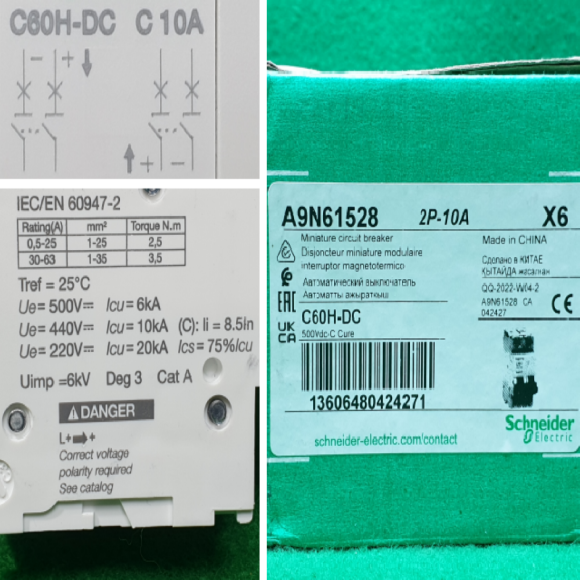 C60H-DC C 10A
- + ↓
↑ + -
IEC/EN 60947-2
Rating(A) mm² Torque N.m
0,5-25 1-25 2,5
30-63 1-35 3,5
Tref = 25°C
Ue = 500V⎓ Icu = 6kA
Ue = 440V⎓ Icu = 10kA (C): Ii = 8.5in
Ue = 220V⎓ Icu = 20kA Ics = 75%Icu
Uimp =6kV Deg 3 Cat A
DANGER
L+ ➡ +
Correct voltage
polarity required
See catalog
A9N61528 2P-10A X6
Miniature circuit breaker
Disjoncteur miniature modulaire
interruptor magnetotermico
Автоматический выключатель
Автоматты ажыратқыш
C60H-DC
500Vdc-C Curve
Made in CHINA
Сделано в КИТАЕ
ҚЫТАЙДА жасалған
QQ-2022-W04-2
A9N61528 CA
042427
EAC
UK
CA
13606480424271
schneider-electric.com/contact
Schneider
Electric